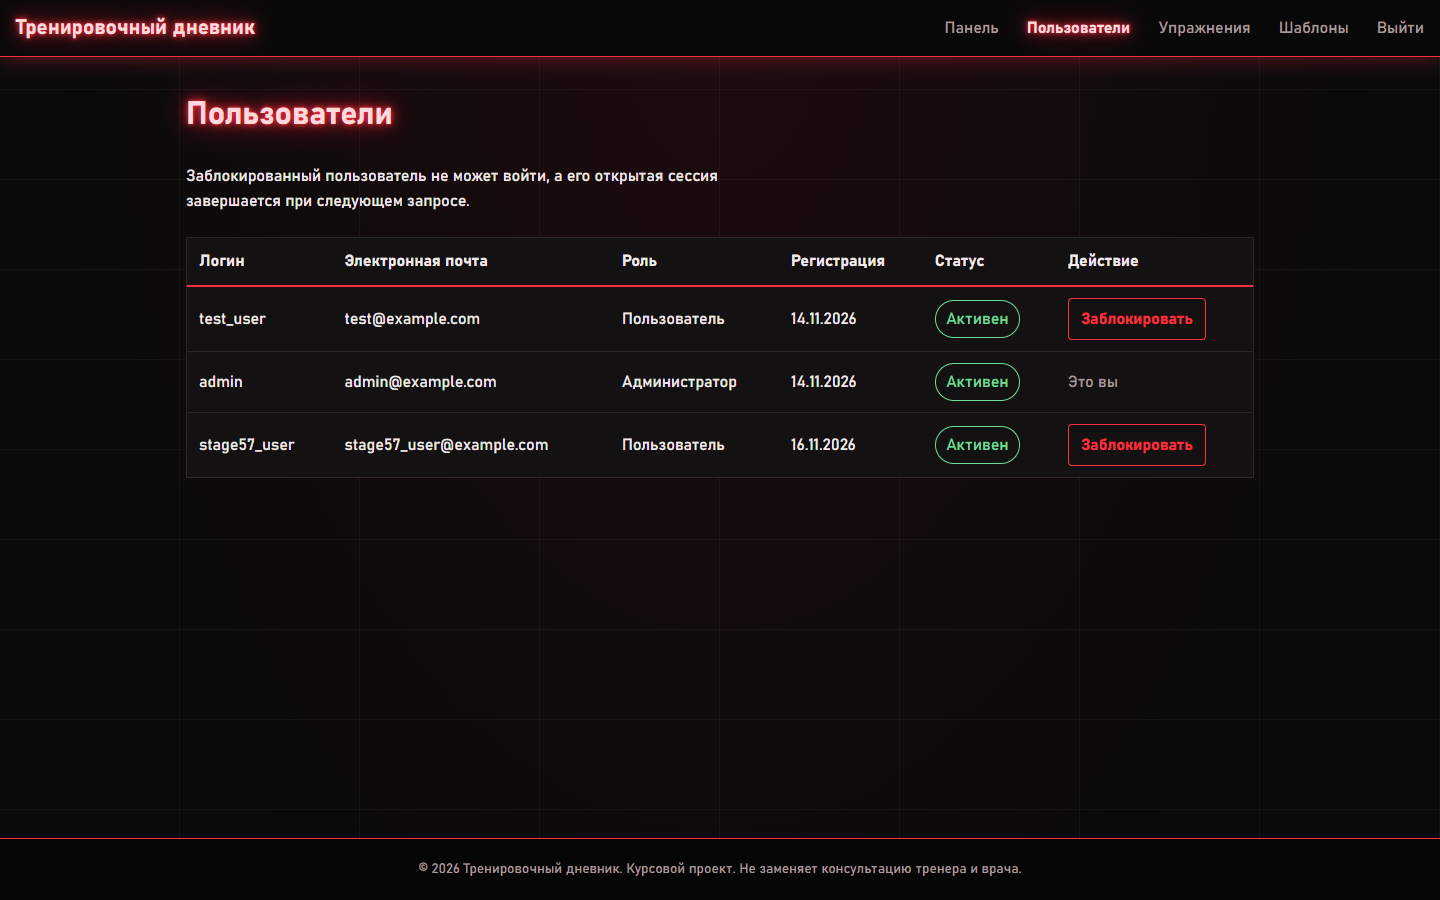 Тренировочный дневник Панель Пользователи Упражнения Шаблоны Выйти
Пользователи
Заблокированный пользователь не может войти, а его открытая сессия
завершается при следующем запросе.
Логин Электронная почта Роль Регистрация Статус Действие
test_user test@example.com Пользователь 14.11.2026 Активен Заблокировать
admin admin@example.com Администратор 14.11.2026 Активен Это вы
stage57_user stage57_user@example.com Пользователь 16.11.2026 Активен Заблокировать
© 2026 Тренировочный дневник. Курсовой проект. Не заменяет консультацию тренера и врача.